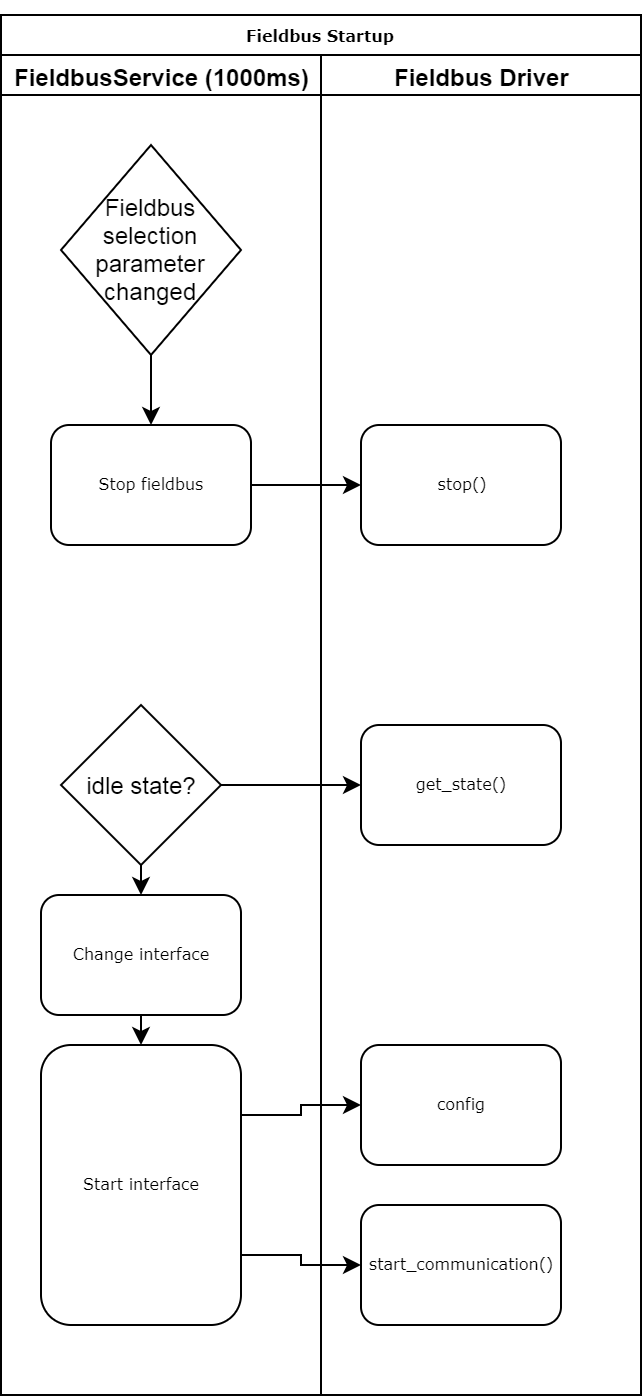 Fieldbus Startup
FieldbusService (1000ms)
Fieldbus Driver
Fieldbus
selection
parameter
changed
Stop fieldbus
stop()
idle state?
get_state()
Change interface
Start interface
config
start_communication()